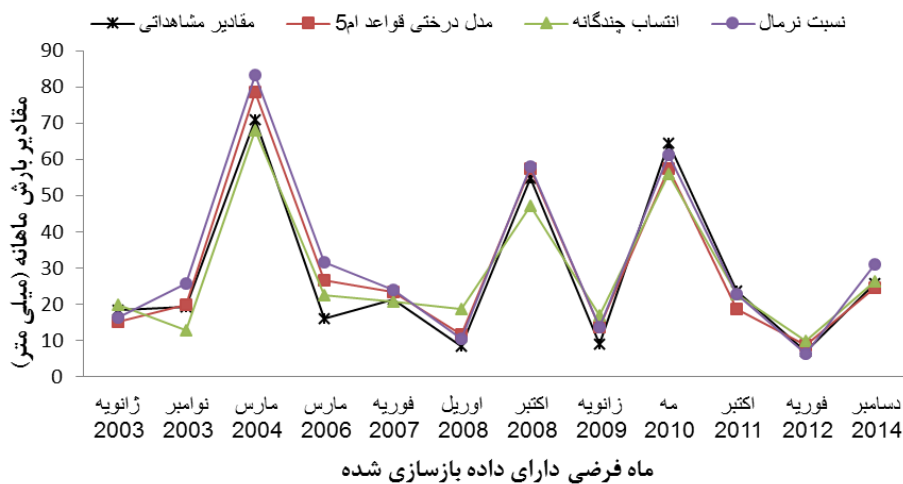 مقادیر مشاهداتی مدل درختی قواعد ام5 انتساب چندگانه نسبت نرمال
مقادیر بارش ماهانه (میلی متر)
90
80
70
60
50
40
30
20
10
0
ژانویه نوامبر مارس مارس فوریه اوریل اکتبر زانویه مه اکتبر فوریه دسامبر
2003 2003 2004 2006 2007 2008 2008 2009 2010 2011 2012 2014
ماه فرضی دارای داده بازسازی شده